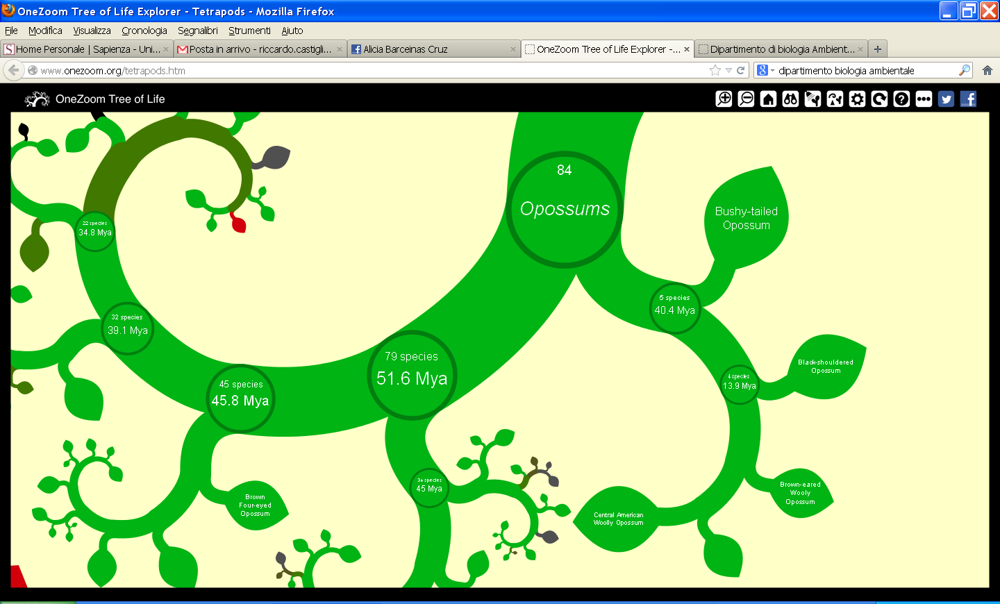 OneZoom Tree of Life Explorer - Tetrapods - Mozilla Firefox
File Modifica Visualizza Cronologia Segnalibri Strumenti Aiuto
Home Personale | Sapienza - Uni...
Posta in arrivo - riccardo.castigli...
Alicia Barceinas Cruz
OneZoom Tree of Life Explorer -...
Dipartimento di biologia Ambient...
www.onezoom.org/tetrapods.htm
dipartimento biologia ambientale
OneZoom Tree of Life
84
Opossums
Bushy-tailed
Opossum
22 species
34.8 Mya
5 species
40.4 Mya
32 species
39.1 Mya
79 species
51.6 Mya
Black-shouldered
Opossum
45 species
45.8 Mya
4 species
13.9 Mya
34 species
45 Mya
Brown
Four-eyed
Opossum
Brown-eared
Wooly
Opossum
Central American
Woolly Opossum